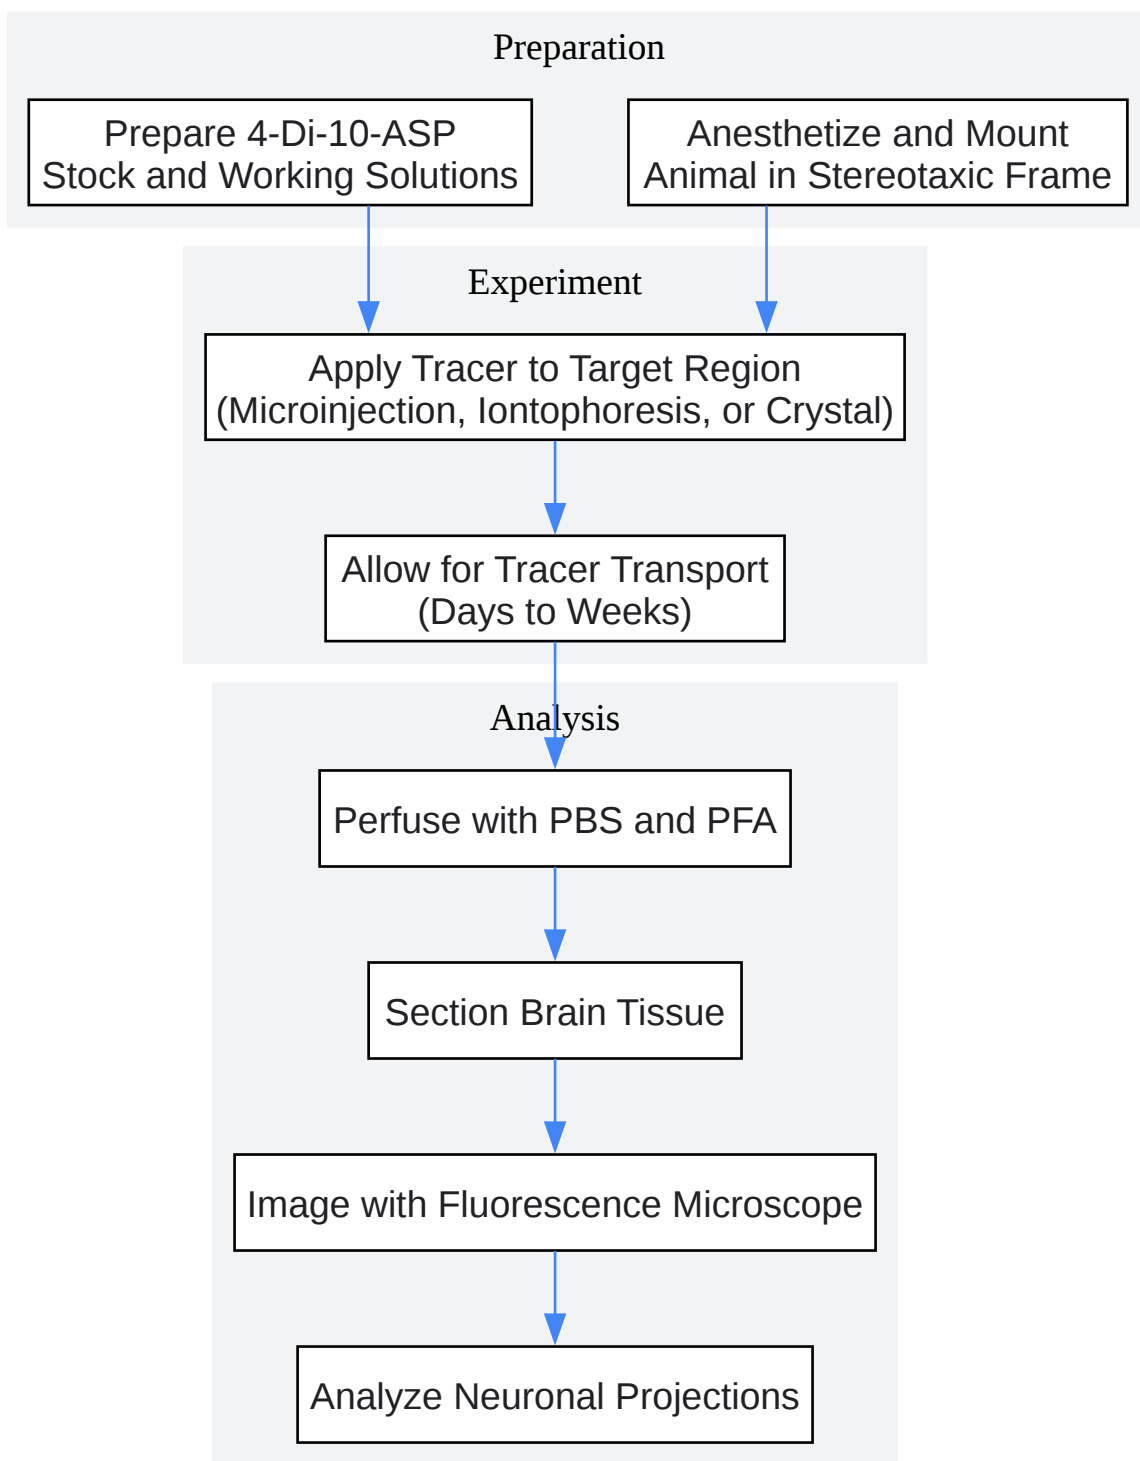 Preparation
Prepare 4-Di-10-ASP
Stock and Working Solutions
Anesthetize and Mount
Animal in Stereotaxic Frame
Experiment
Apply Tracer to Target Region
(Microinjection, Iontophoresis, or Crystal)
Allow for Tracer Transport
(Days to Weeks)
Analysis
Perfuse with PBS and PFA
Section Brain Tissue
Image with Fluorescence Microscope
Analyze Neuronal Projections